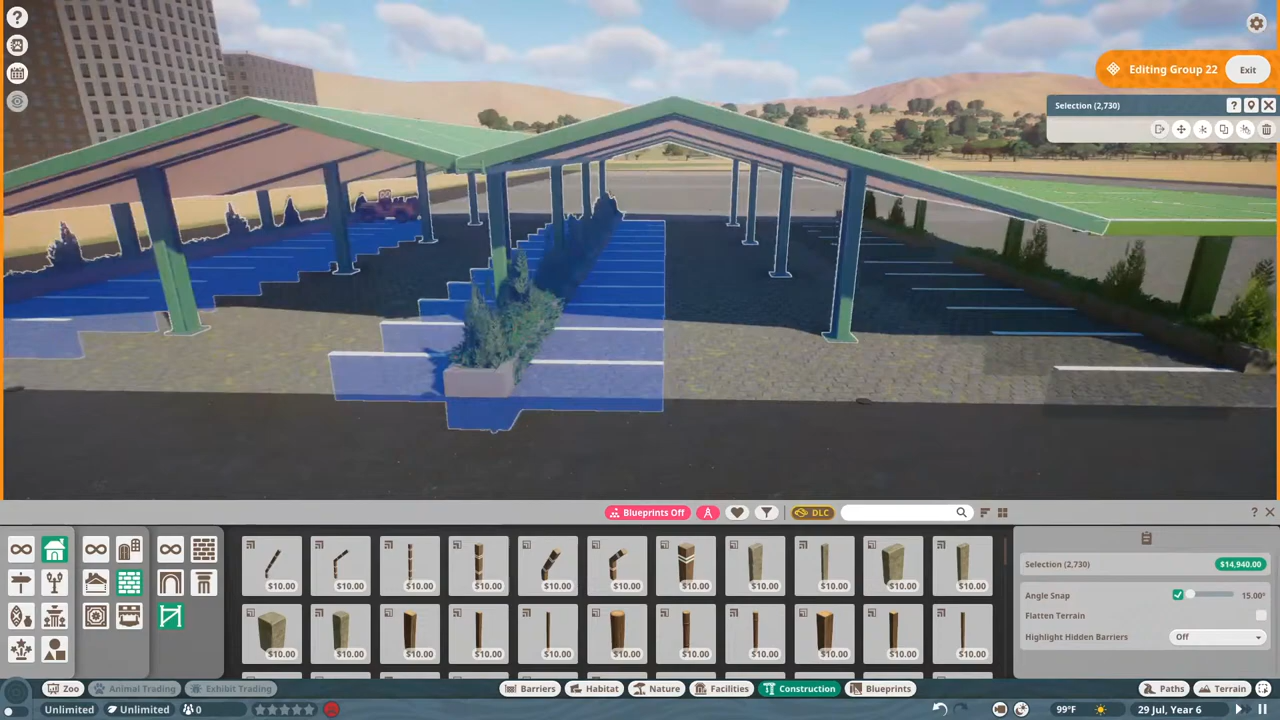 Editing Group 22
Exit
Selection (2,730)
?
Blueprints Off
DLC
?
$10.00 $10.00 $10.00 $10.00 $10.00 $10.00 $10.00 $10.00 $10.00 $10.00 $10.00
$10.00 $10.00 $10.00 $10.00 $10.00 $10.00 $10.00 $10.00 $10.00 $10.00 $10.00
Selection (2,730) $14,940.00
Angle Snap 15.00°
Flatten Terrain
Highlight Hidden Barriers Off
Zoo Animal Trading Exhibit Trading Barriers Habitat Nature Facilities Construction Blueprints Paths Terrain
Unlimited Unlimited 0 99°F 29 Jul, Year 6